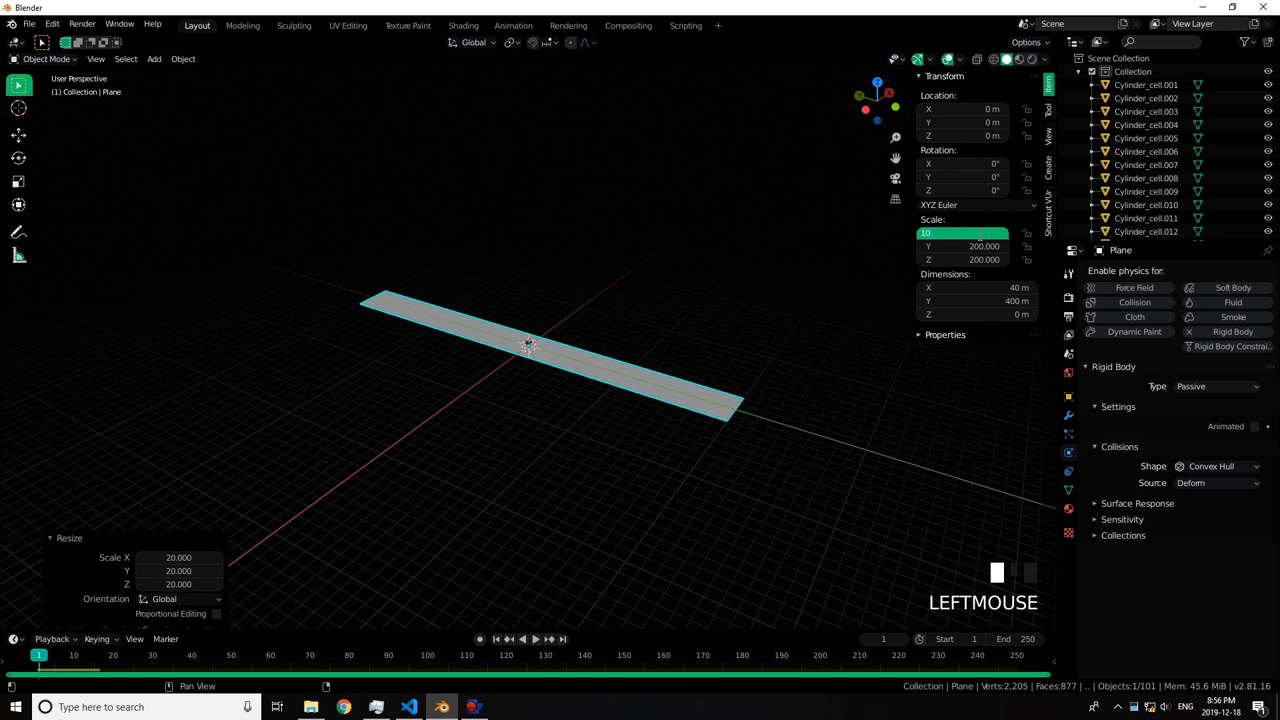 Blender
File Edit Render Window Help Layout Modeling Sculpting UV Editing Texture Paint Shading Animation Rendering Compositing Scripting + Scene View Layer
Global Options
Object Mode View Select Add Object
User Perspective
(1) Collection | Plane
Transform
Location:
X 0 m
Y 0 m
Z 0 m
Rotation:
X 0°
Y 0°
Z 0°
XYZ Euler
Scale:
10
Y 200.000
Z 200.000
Dimensions:
X 40 m
Y 400 m
Z 0 m
Properties
Item
Tool
View
Create
Shortcut VUr
Scene Collection
Collection
Cylinder_cell.001
Cylinder_cell.002
Cylinder_cell.003
Cylinder_cell.004
Cylinder_cell.005
Cylinder_cell.006
Cylinder_cell.007
Cylinder_cell.008
Cylinder_cell.009
Cylinder_cell.010
Cylinder_cell.011
Cylinder_cell.012
Plane
Enable physics for:
Force Field Soft Body
Collision Fluid
Cloth Smoke
Dynamic Paint Rigid Body
Rigid Body Constrai..
Rigid Body
Type Passive
Settings
Animated
Collisions
Shape Convex Hull
Source Deform
Surface Response
Sensitivity
Collections
Resize
Scale X 20.000
Y 20.000
Z 20.000
Orientation Global
Proportional Editing
LEFTMOUSE
Playback Keying View Marker 1 Start 1 End 250
1 10 20 30 40 50 60 70 80 90 100 110 120 130 140 150 160 170 180 190 200 210 220 230 240 250
Pan View Collection | Plane | Verts:2,205 | Faces:877 | .. | Objects:1/101 | Mem: 45.6 MiB | v2.81.16
Type here to search 8:56 PM
2019-12-18